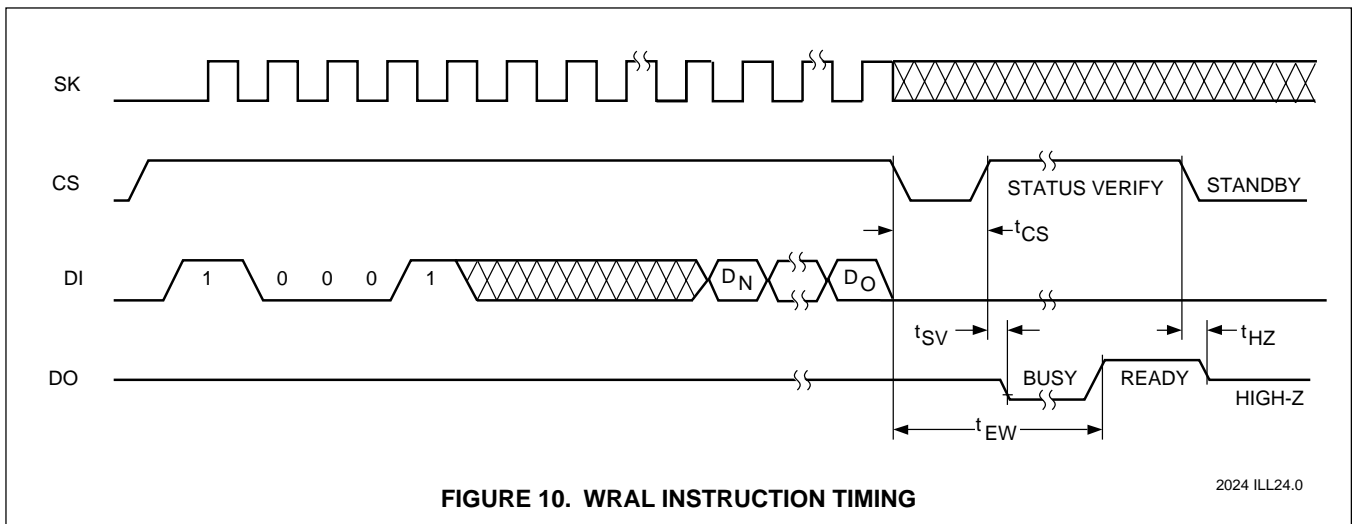 SK
CS
STATUS VERIFY
STANDBY
tCS
DI
1 0 0 0 1
DN
DO
tSV
tHZ
DO
BUSY
READY
HIGH-Z
tEW
2024 ILL24.0
FIGURE 10. WRAL INSTRUCTION TIMING